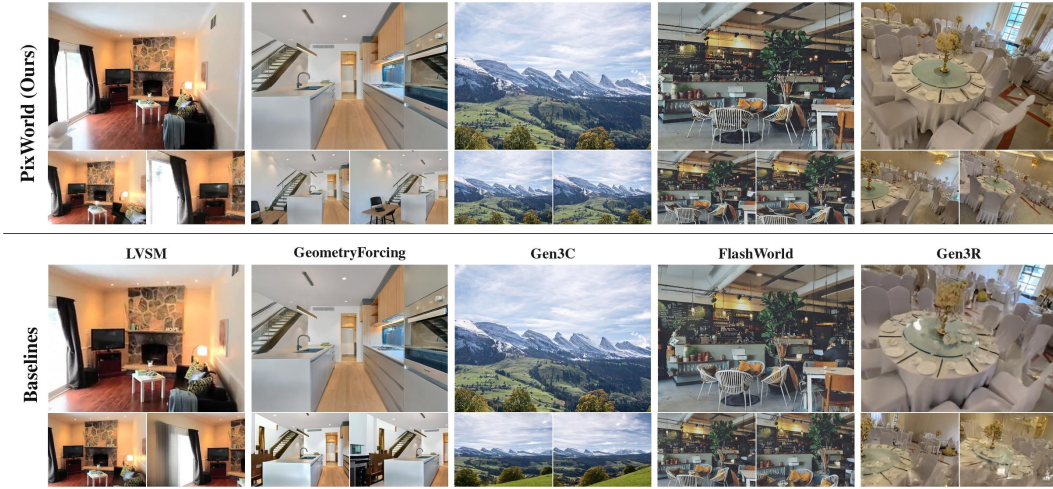 PixWorld (Ours)
LVSM
GeometryForcing
Gen3C
FlashWorld
Gen3R
Baselines